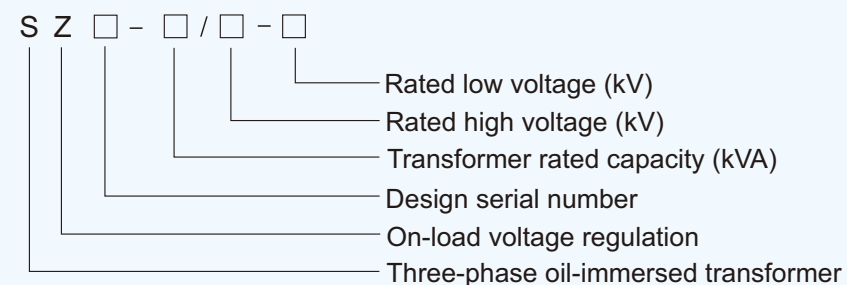 S Z □ - □ / □ - □
Rated low voltage (kV)
Rated high voltage (kV)
Transformer rated capacity (kVA)
Design serial number
On-load voltage regulation
Three-phase oil-immersed transformer